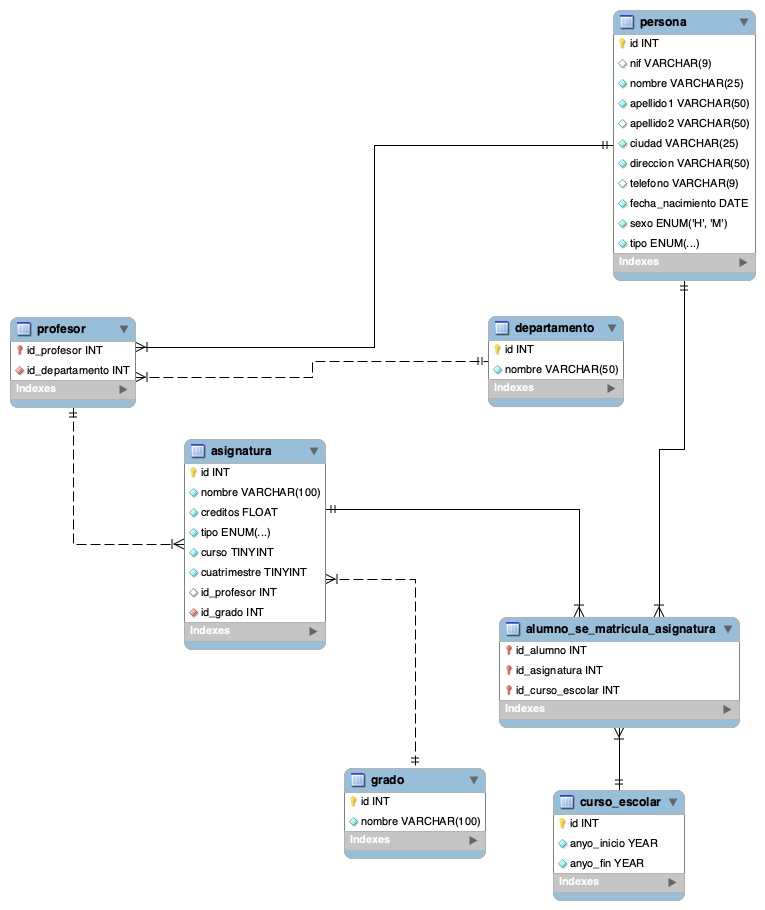 persona
id INT
nif VARCHAR(9)
nombre VARCHAR(25)
apellido1 VARCHAR(50)
apellido2 VARCHAR(50)
ciudad VARCHAR(25)
direccion VARCHAR(50)
telefono VARCHAR(9)
fecha_nacimiento DATE
sexo ENUM('H', 'M')
tipo ENUM(...)
Indexes
profesor
id_profesor INT
id_departamento INT
Indexes
departamento
id INT
nombre VARCHAR(50)
Indexes
asignatura
id INT
nombre VARCHAR(100)
creditos FLOAT
tipo ENUM(...)
curso TINYINT
cuatrimestre TINYINT
id_profesor INT
id_grado INT
Indexes
alumno_se_matricula_asignatura
id_alumno INT
id_asignatura INT
id_curso_escolar INT
Indexes
grado
id INT
nombre VARCHAR(100)
Indexes
curso_escolar
id INT
anyo_inicio YEAR
anyo_fin YEAR
Indexes